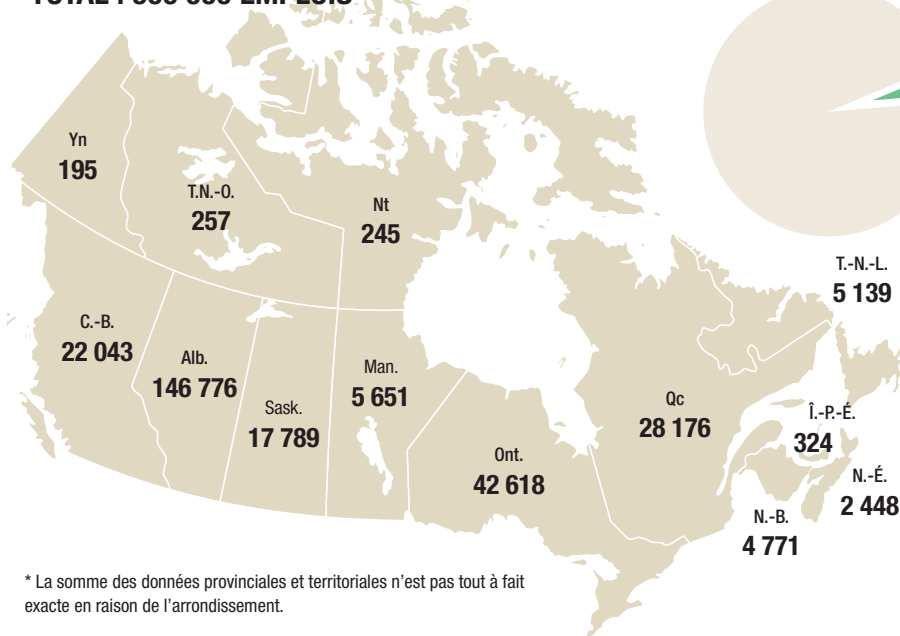 Yn
195
T.N.-O.
257
Nt
245
T.-N.-L.
5 139
C.-B.
22 043
Alb.
146 776
Sask.
17 789
Man.
5 651
Ont.
42 618
Qc
28 176
Î.-P.-É.
324
N.-É.
2 448
N.-B.
4 771
* La somme des données provinciales et territoriales n'est pas tout à fait
exacte en raison de l'arrondissement.